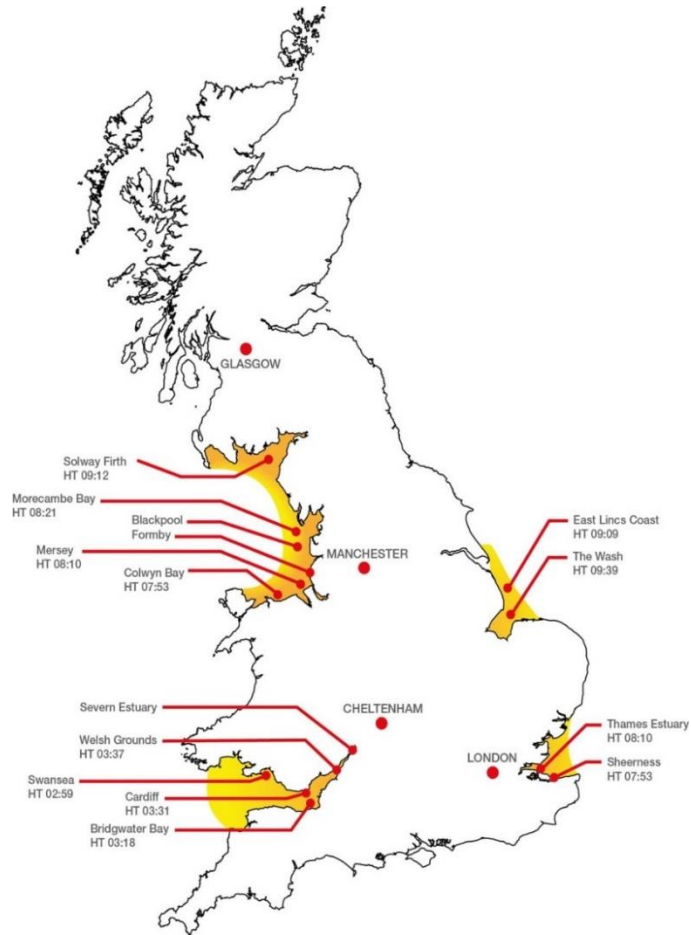 GLASGOW
Solway Firth
HT 09:12
Morecambe Bay
HT 08:21
Blackpool
Formby
Mersey
HT 08:10
Colwyn Bay
HT 07:53
MANCHESTER
East Lincs Coast
HT 09:09
The Wash
HT 09:39
Severn Estuary
CHELTENHAM
Welsh Grounds
HT 03:37
Swansea
HT 02:59
Cardiff
HT 03:31
Bridgwater Bay
HT 03:18
LONDON
Thames Estuary
HT 08:10
Sheerness
HT 07:53